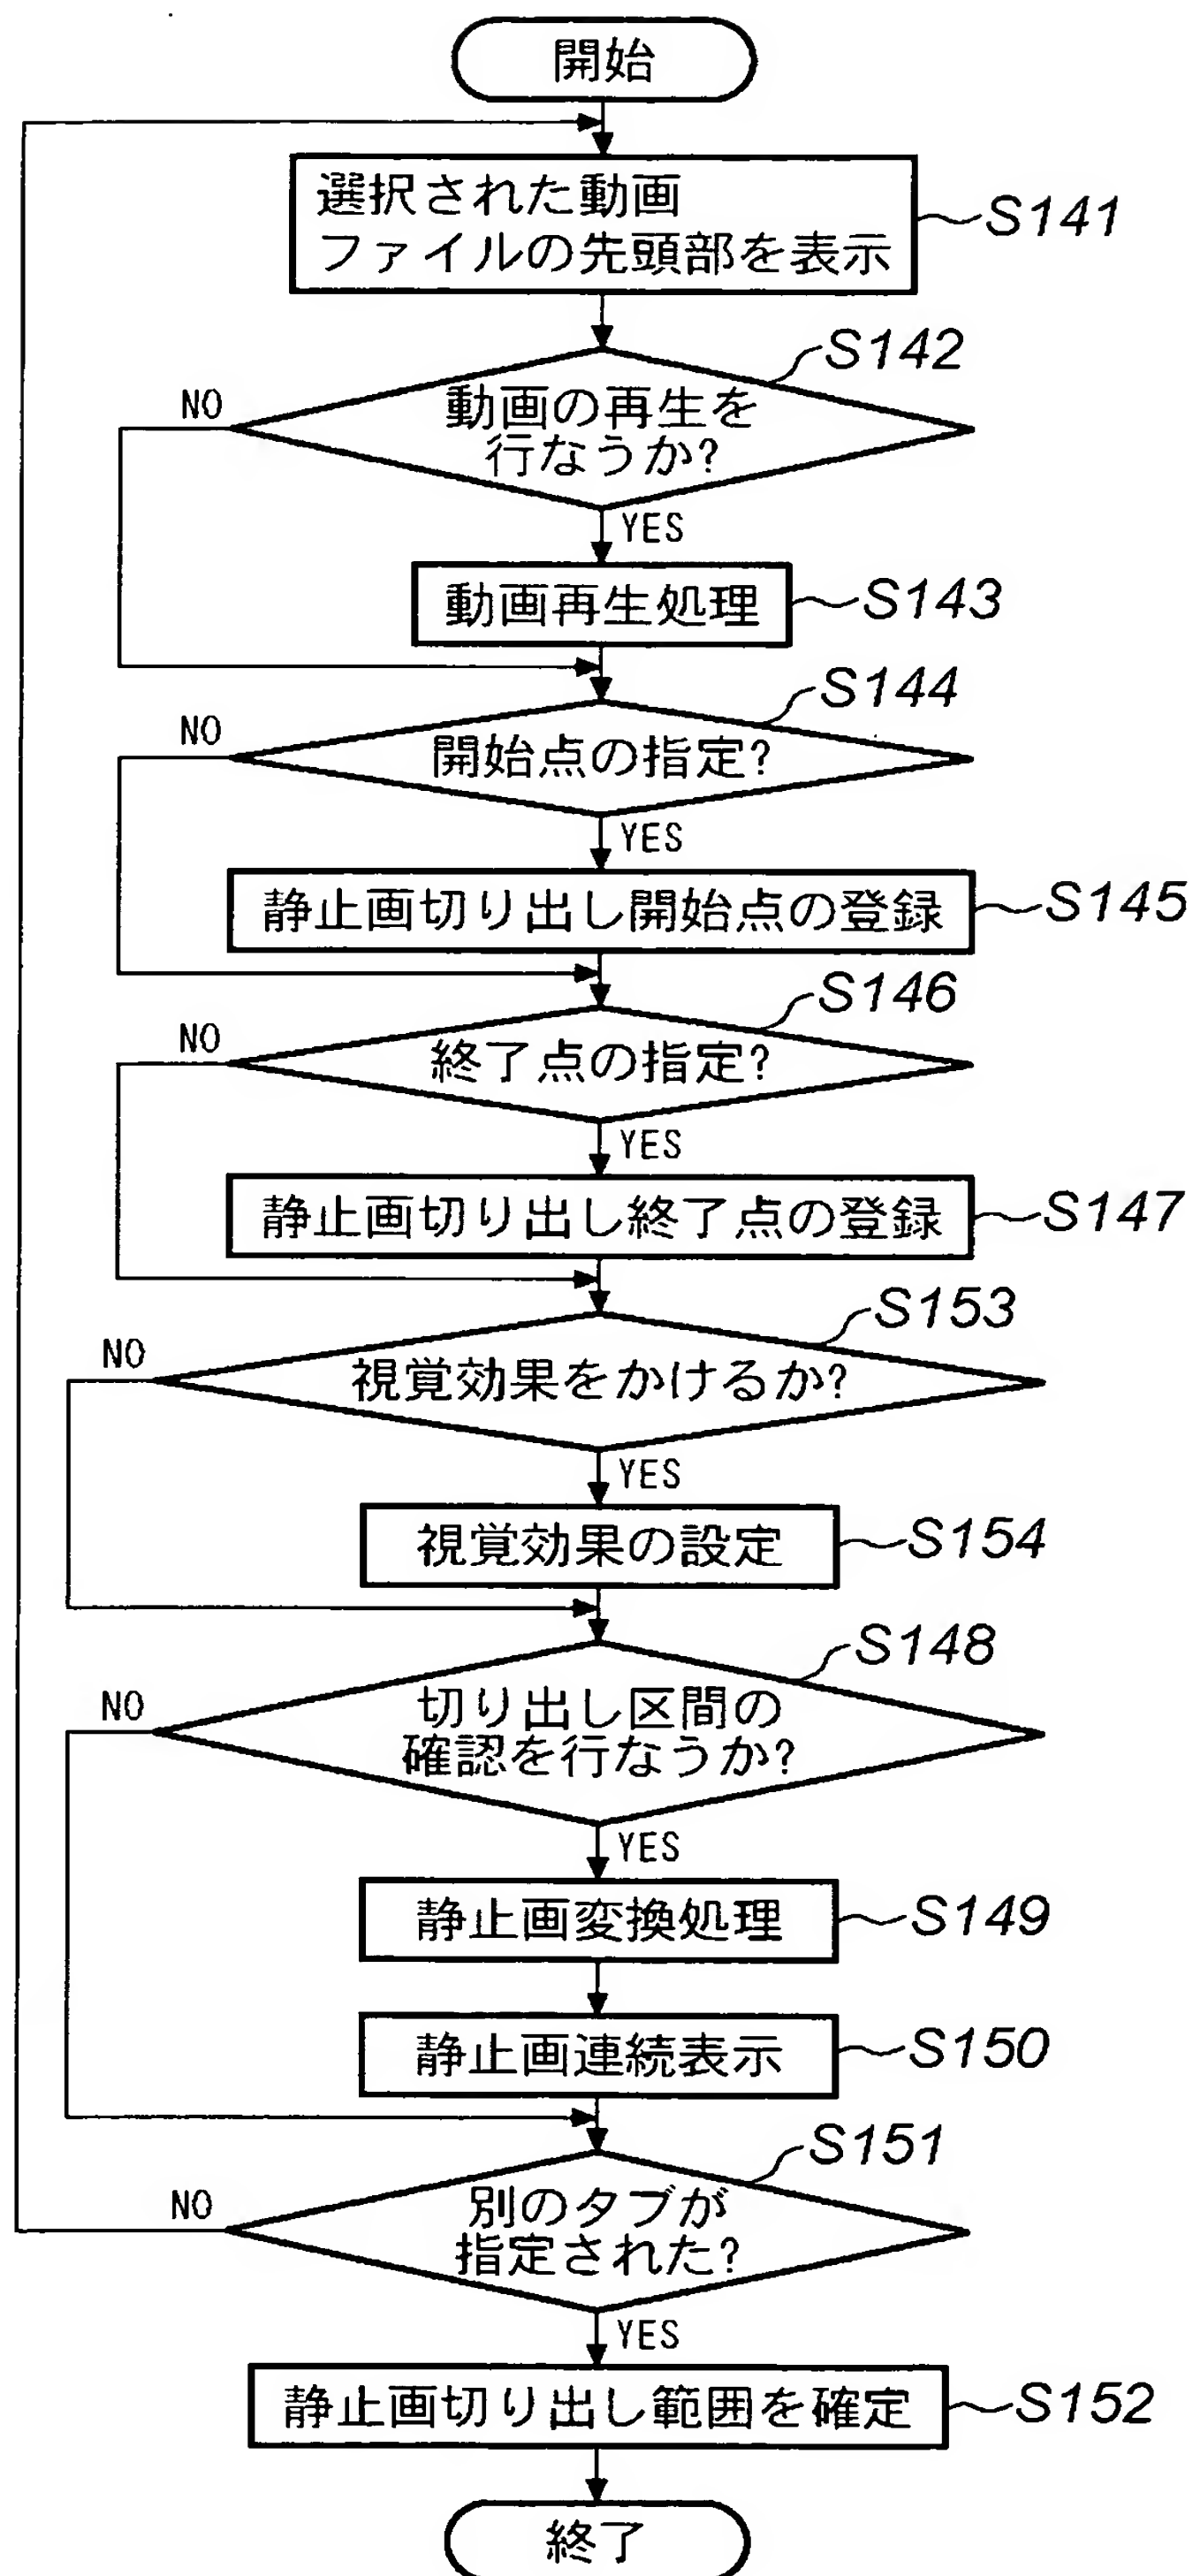 開始
選択された動画
ファイルの先頭部を表示
S141
S142
動画の再生を
行なうか?
NO
YES
動画再生処理
S143
S144
開始点の指定?
NO
YES
静止画切り出し開始点の登録
S145
S146
終了点の指定?
NO
YES
静止画切り出し終了点の登録
S147
S153
視覚効果をかけるか?
NO
YES
視覚効果の設定
S154
S148
切り出し区間の
確認を行なうか?
NO
YES
静止画変換処理
S149
静止画連続表示
S150
S151
別のタブが
指定された?
NO
YES
静止画切り出し範囲を確定
S152
終了